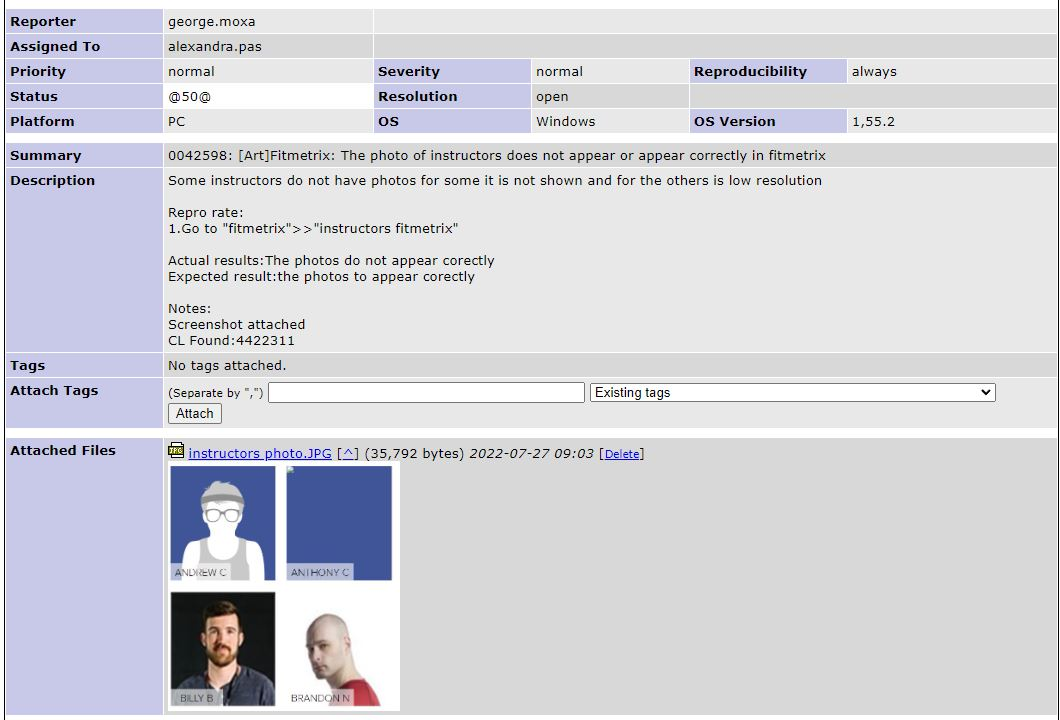 Reporter george.moxa
Assigned To alexandra.pas
Priority normal Severity normal Reproducibility always
Status @50@ Resolution open
Platform PC OS Windows OS Version 1,55.2
Summary 0042598: [Art]Fitmetrix: The photo of instructors does not appear or appear correctly in fitmetrix
Description Some instructors do not have photos for some it is not shown and for the others is low resolution
Repro rate:
1.Go to "fitmetrix">>"instructors fitmetrix"
Actual results:The photos do not appear corectly
Expected result:the photos to appear corectly
Notes:
Screenshot attached
CL Found:4422311
Tags No tags attached.
Attach Tags (Separate by ",") Existing tags
Attach
Attached Files JPG instructors photo.JPG [^] (35,792 bytes) 2022-07-27 09:03 [Delete]
ANDREW C ANTHONY C
BILLY B BRANDON N